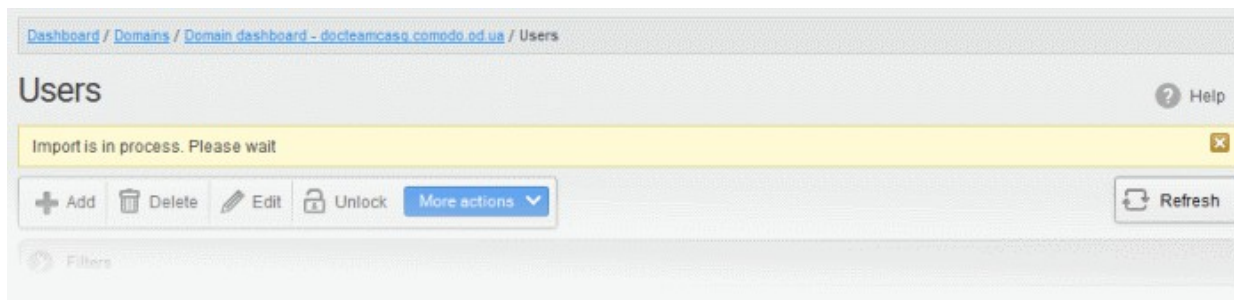 Dashboard / Domains / Domain dashboard - docteamcasg.comodo.od.ua / Users
Users
Help
Import is in process. Please wait
Add Delete Edit Unlock More actions Refresh
Filters